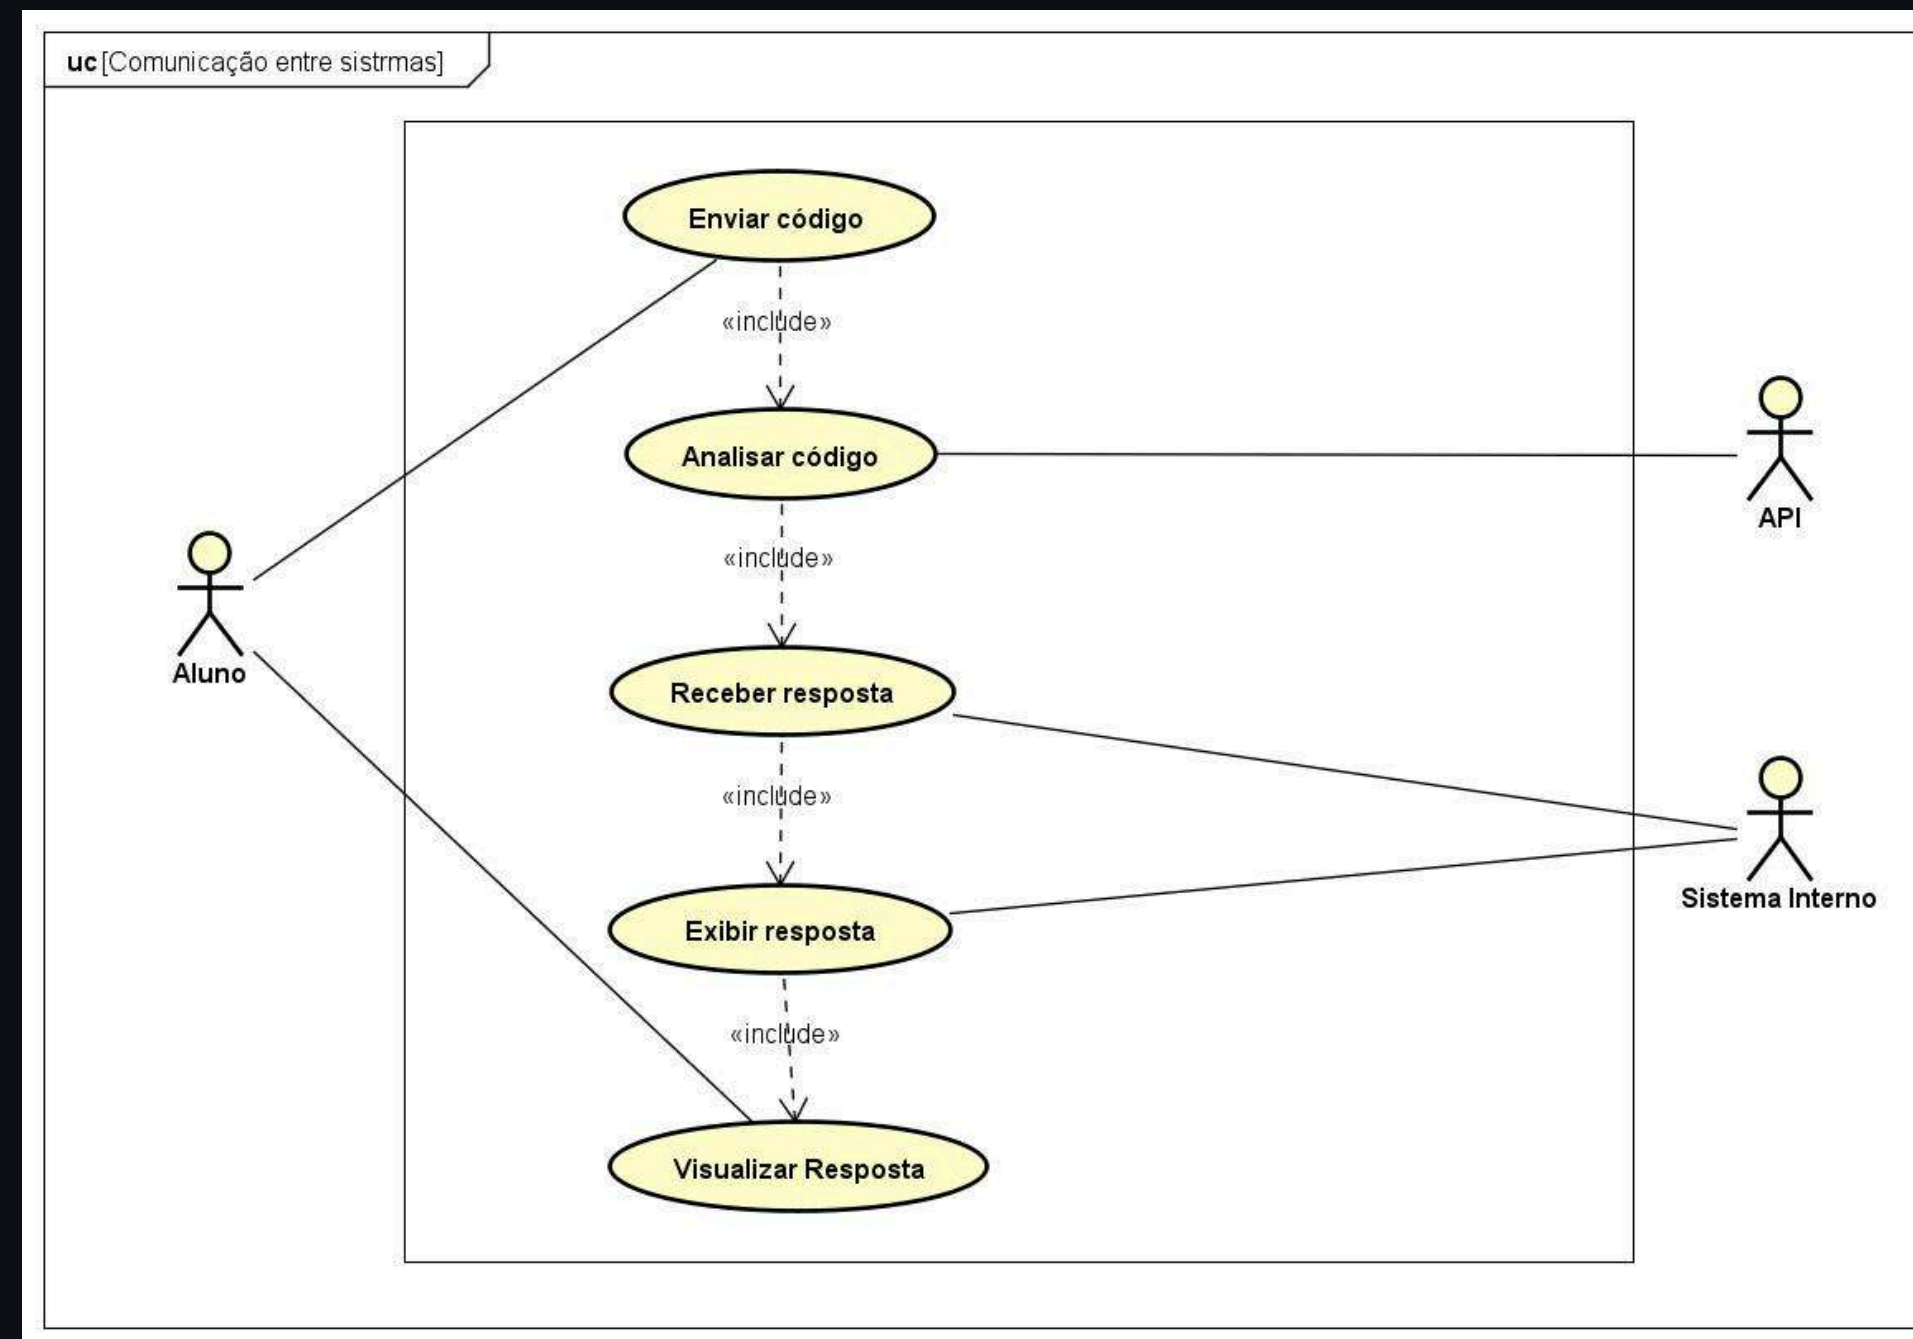 uc [Comunicação entre sistrmas]
Enviar código
«include»
Analisar código
API
«include»
Aluno
Receber resposta
«include»
Sistema Interno
Exibir resposta
«include»
Visualizar Resposta